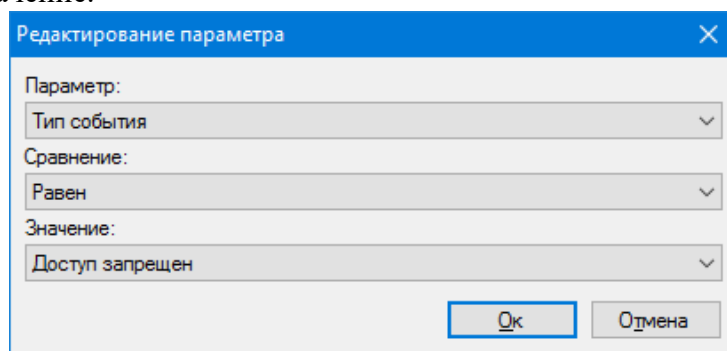 Редактирование параметра
Параметр:
Тип события
Сравнение:
Равен
Значение:
Доступ запрещен
Ок Отмена